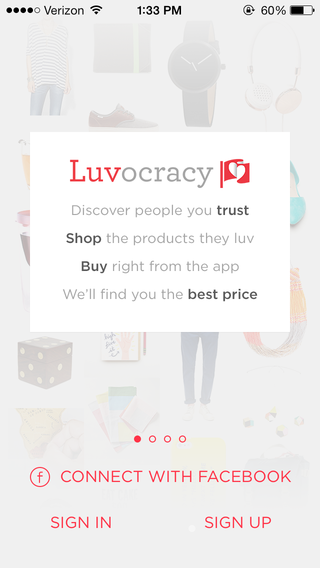 Verizon 1:33 PM 60%
Luvocracy
Discover people you trust
Shop the products they luv
Buy right from the app
We'll find you the best price
f CONNECT WITH FACEBOOK
SIGN IN SIGN UP